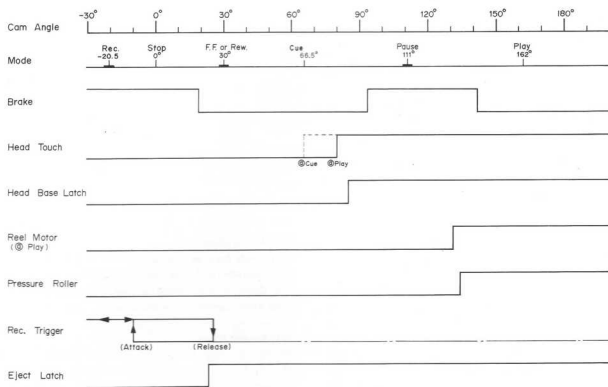 Cam Angle -30° 0° 30° 60° 90° 120° 150° 180°
Mode Rec. -20.5 Stop 0° F.F. or Rew. 30° Cue 66.5° Pause 111° Play 162°
Brake
Head Touch
@Cue @Play
Head Base Latch
Reel Motor
(@ Play)
Pressure Roller
Rec. Trigger
(Attack) (Release)
Eject Latch